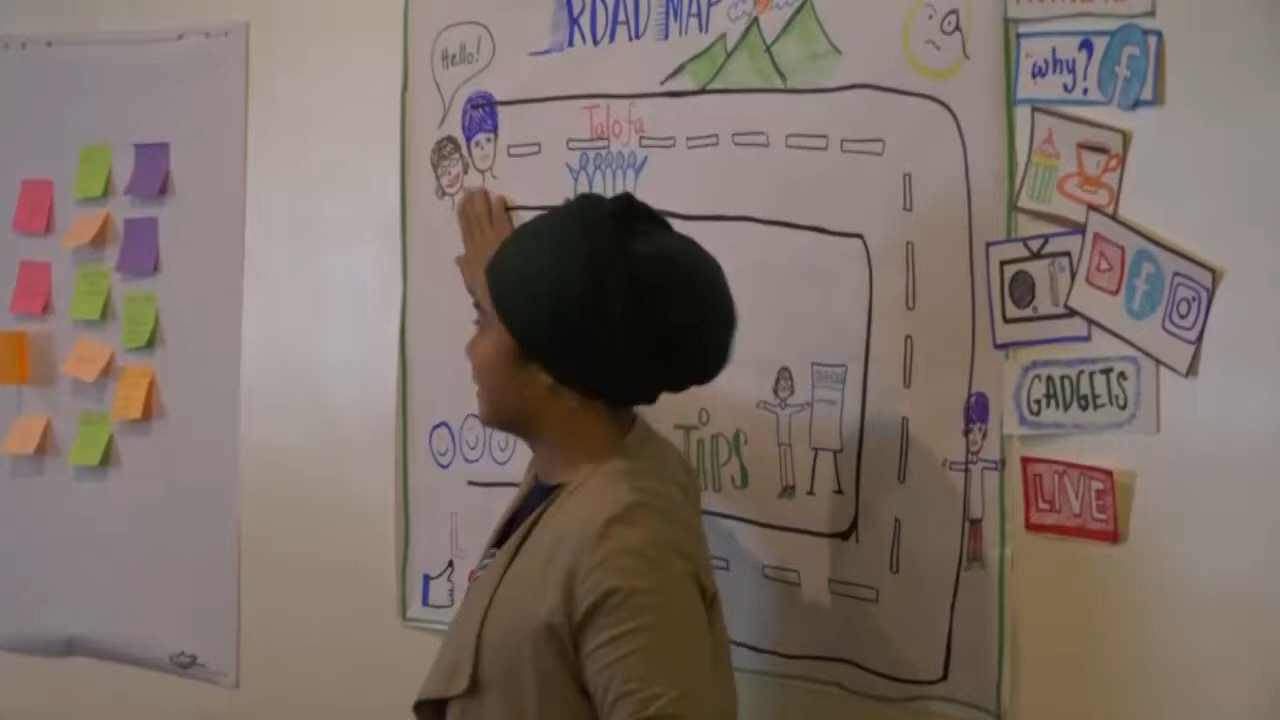 ROAD MAP
Hello!
why?
f
Talofa
f
GADGETS
TIPS
LIVE
L